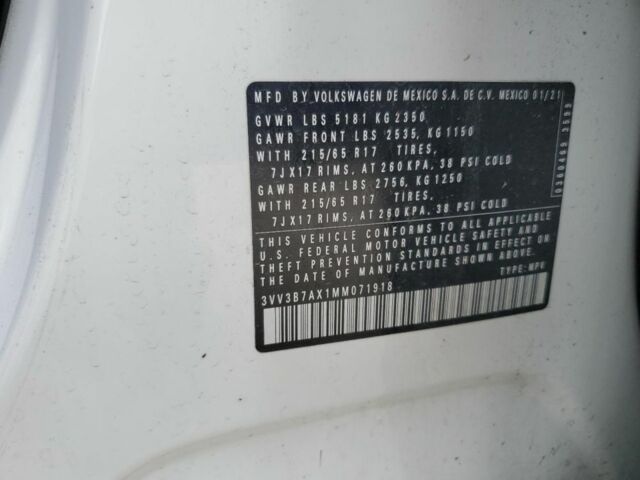 MFD BY VOLKSWAGEN DE MEXICO S.A. DE C.V. MEXICO 01/21
GVWR LBS 5181 KG 2350
GAWR FRONT LBS 2535, KG 1150
WITH 215/65 R17 TIRES,
7JX17 RIMS, AT 260 KPA, 38 PSI COLD
GAWR REAR LBS 2756, KG 1250
WITH 215/65 R17 TIRES,
7JX17 RIMS, AT 260 KPA, 38 PSI COLD
THIS VEHICLE CONFORMS TO ALL APPLICABLE
U.S. FEDERAL MOTOR VEHICLE SAFETY AND
THEFT PREVENTION STANDARDS IN EFFECT ON
THE DATE OF MANUFACTURE SHOWN ABOVE.
3VV3B7AX1MM071918 TYPE: MPV